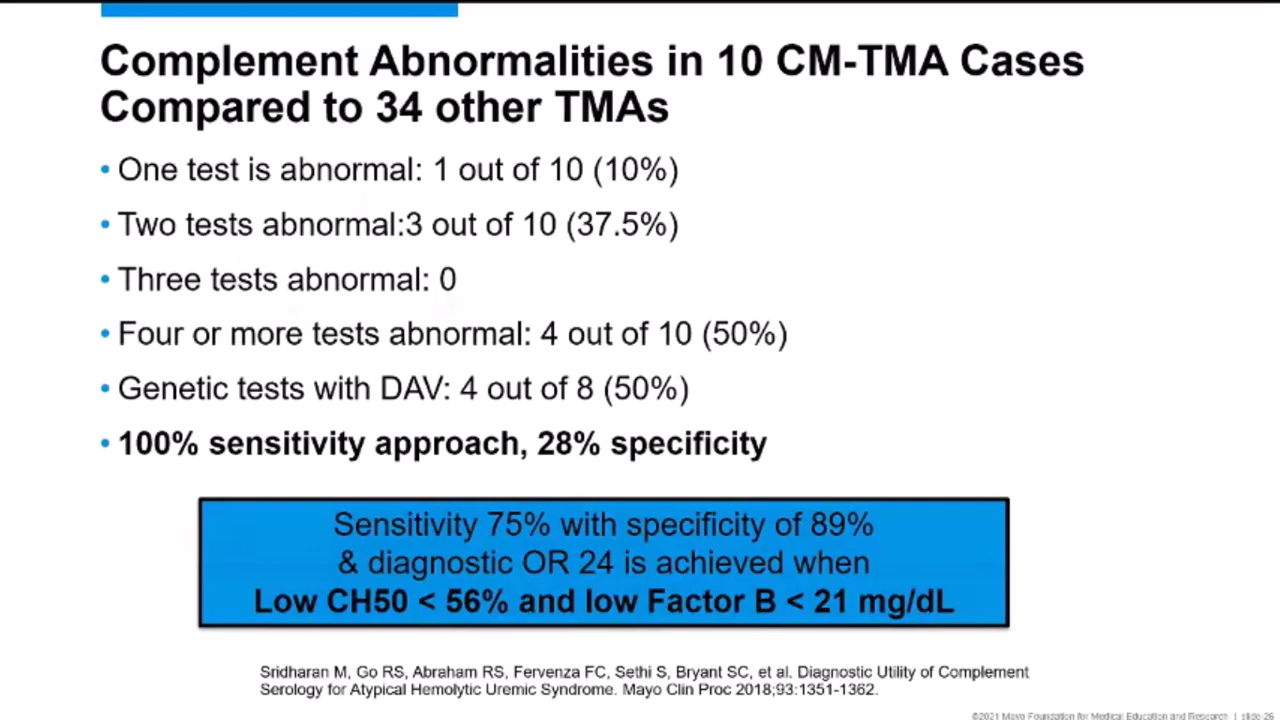 Complement Abnormalities in 10 CM-TMA Cases
Compared to 34 other TMAs
• One test is abnormal: 1 out of 10 (10%)
• Two tests abnormal:3 out of 10 (37.5%)
• Three tests abnormal: 0
• Four or more tests abnormal: 4 out of 10 (50%)
• Genetic tests with DAV: 4 out of 8 (50%)
• 100% sensitivity approach, 28% specificity
Sensitivity 75% with specificity of 89%
& diagnostic OR 24 is achieved when
Low CH50 < 56% and low Factor B < 21 mg/dL
Sridharan M, Go RS, Abraham RS, Fervenza FC, Sethi S, Bryant SC, et al. Diagnostic Utility of Complement
Serology for Atypical Hemolytic Uremic Syndrome. Mayo Clin Proc 2018;93:1351-1362.
©2021 Mayo Foundation for Medical Education and Research | slide-26